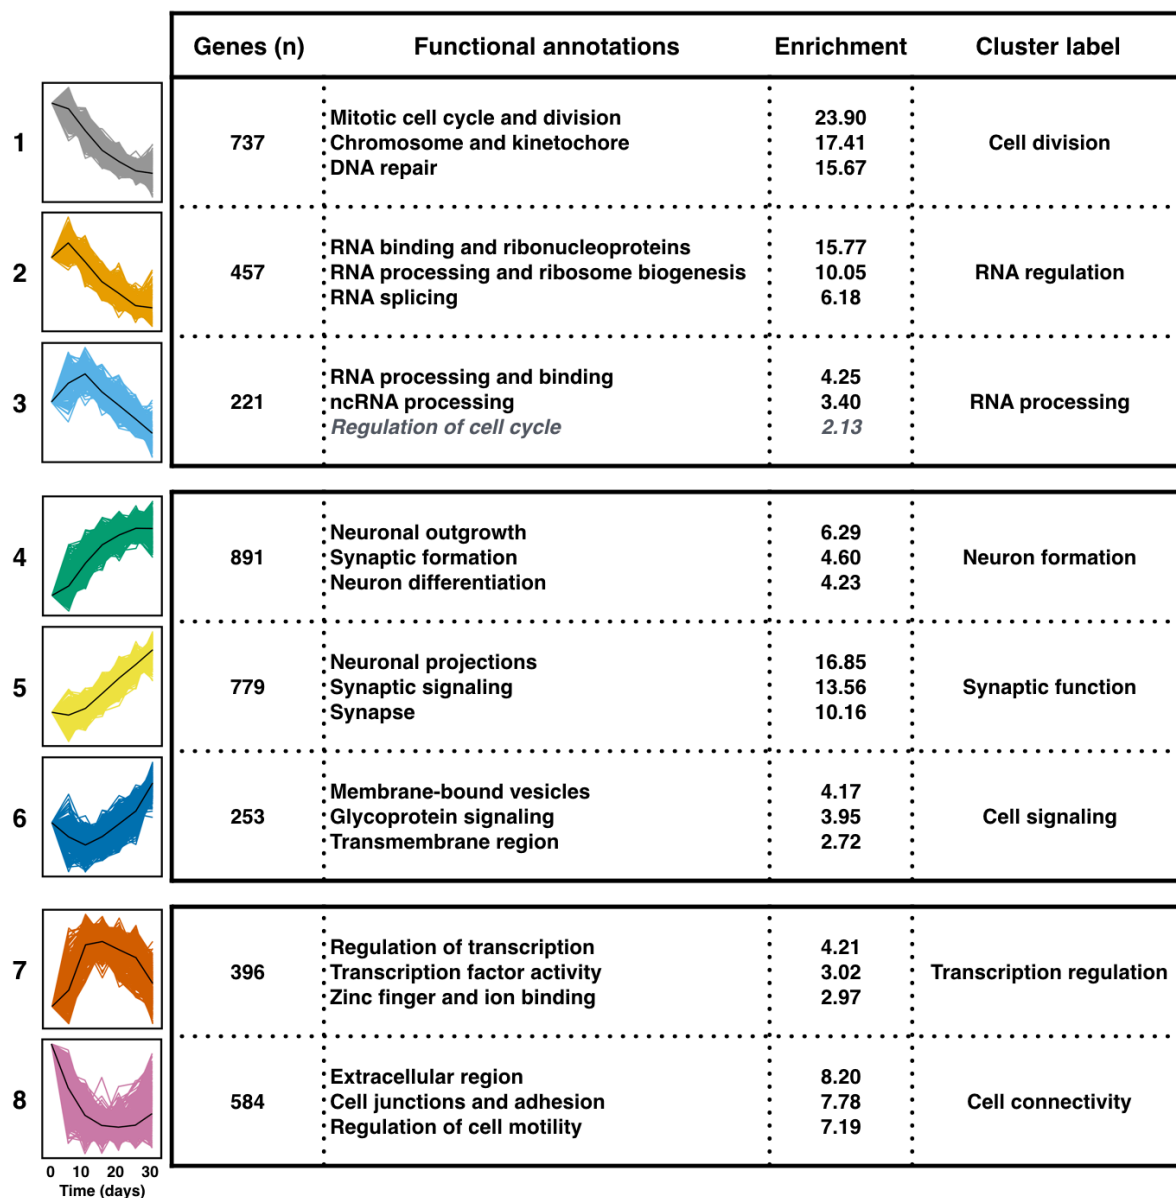 Genes (n) Functional annotations Enrichment Cluster label
1 737 Mitotic cell cycle and division 23.90 Cell division
Chromosome and kinetochore 17.41
DNA repair 15.67
2 457 RNA binding and ribonucleoproteins 15.77 RNA regulation
RNA processing and ribosome biogenesis 10.05
RNA splicing 6.18
3 221 RNA processing and binding 4.25 RNA processing
ncRNA processing 3.40
Regulation of cell cycle 2.13
4 891 Neuronal outgrowth 6.29 Neuron formation
Synaptic formation 4.60
Neuron differentiation 4.23
5 779 Neuronal projections 16.85 Synaptic function
Synaptic signaling 13.56
Synapse 10.16
6 253 Membrane-bound vesicles 4.17 Cell signaling
Glycoprotein signaling 3.95
Transmembrane region 2.72
7 396 Regulation of transcription 4.21 Transcription regulation
Transcription factor activity 3.02
Zinc finger and ion binding 2.97
8 584 Extracellular region 8.20 Cell connectivity
Cell junctions and adhesion 7.78
Regulation of cell motility 7.19
0 10 20 30
Time (days)